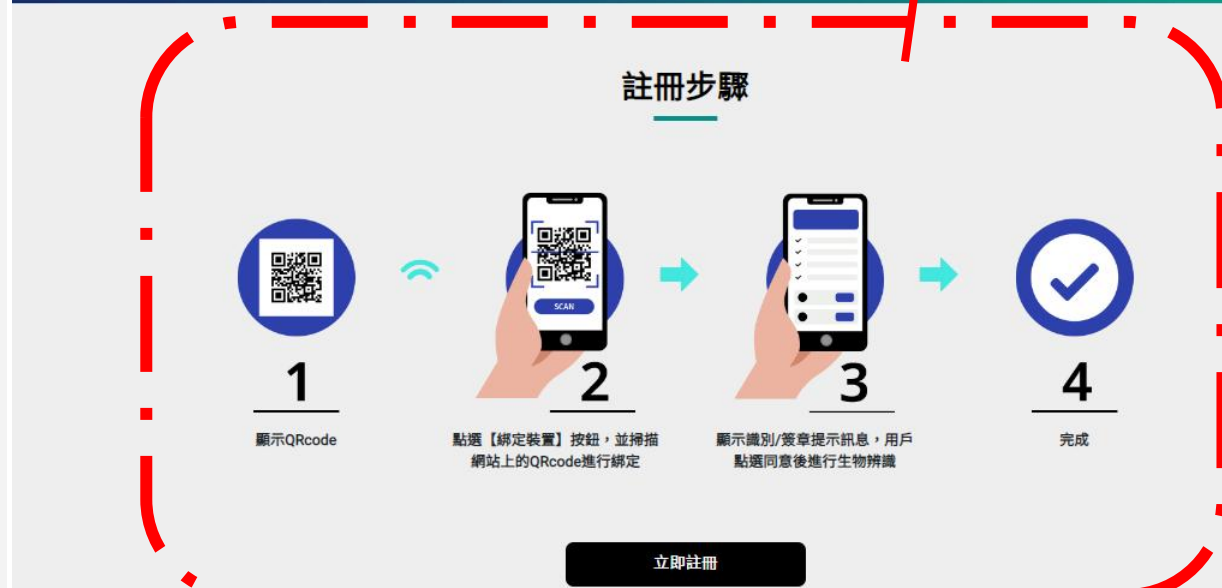 註冊步驟
SCAN
1
2
3
4
顯示QRcode
點選【綁定裝置】按鈕，並掃描
網站上的QRcode進行綁定
顯示識別/簽章提示訊息，用戶
點選同意後進行生物辨識
完成
立即註冊